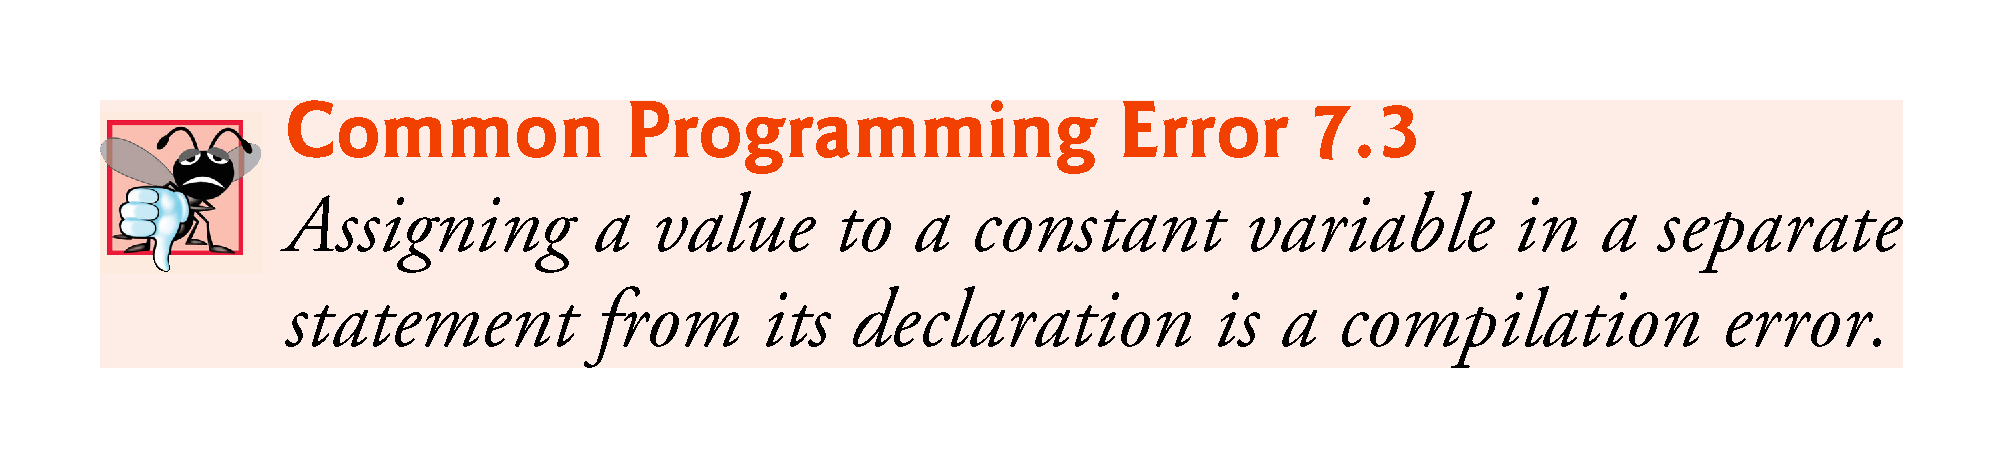 Common Programming Error 7.3
Assigning a value to a constant variable in a separate
statement from its declaration is a compilation error.